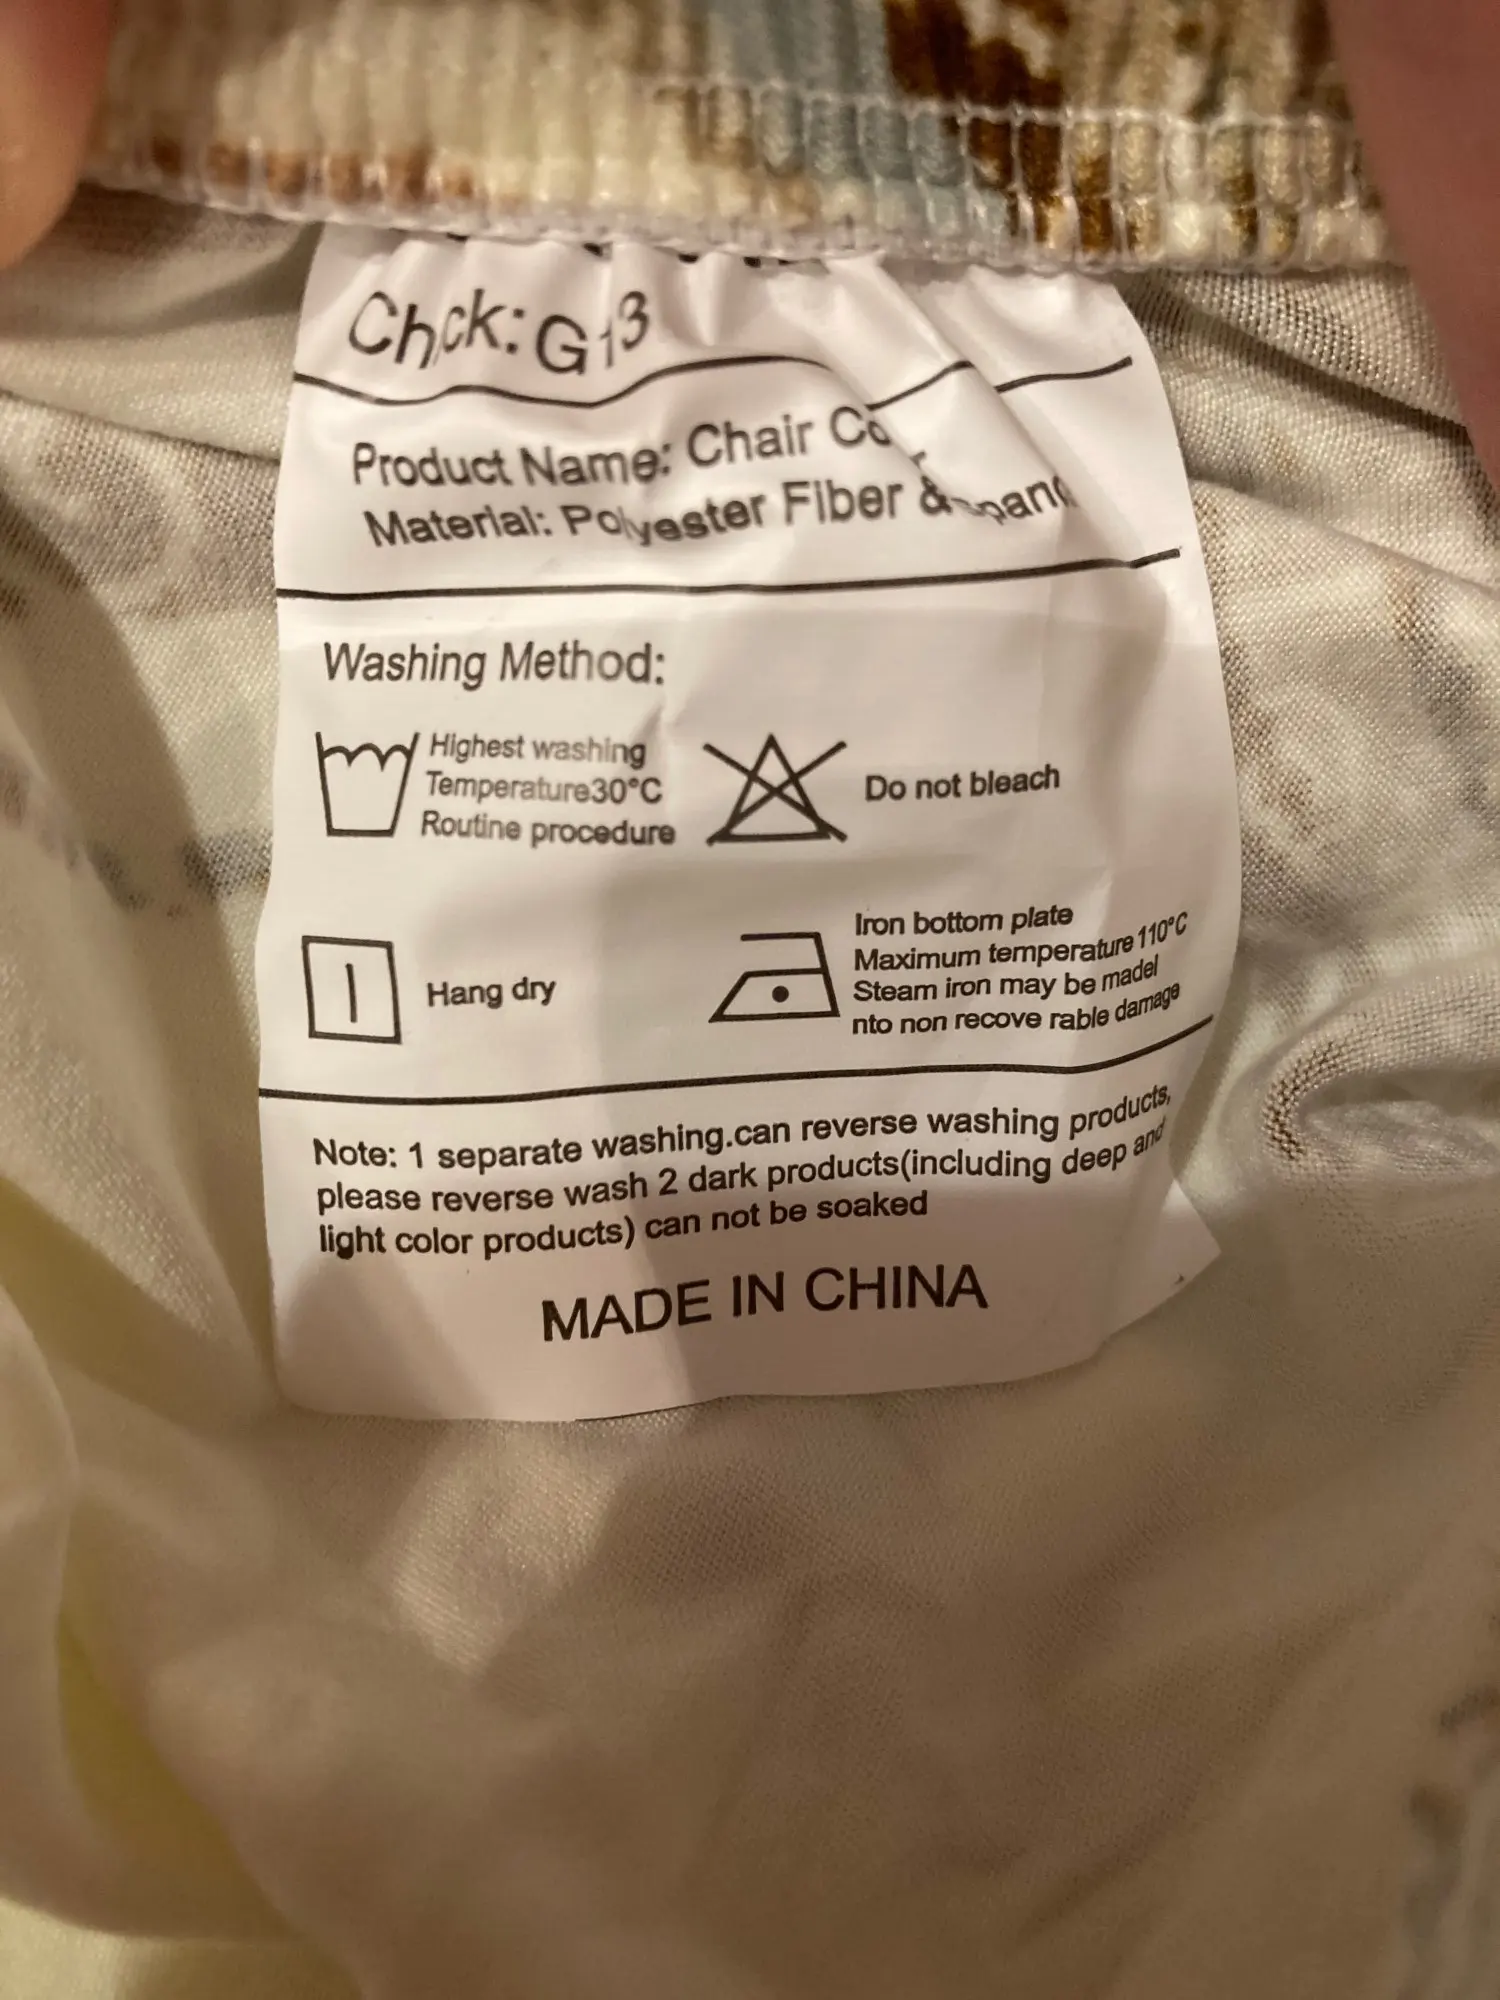 Chck: G13
Product Name: Chair
Material: Polyester Fiber &
Washing Method:
Highest washing
Temperature30°C
Routine procedure
Do not bleach
Hang dry
Iron bottom plate
Maximum temperature 110°C
Steam iron may be madel
nto non recove rable damage
Note: 1 separate washing.can reverse washing products,
please reverse wash 2 dark products(including deep and
light color products) can not be soaked
MADE IN CHINA